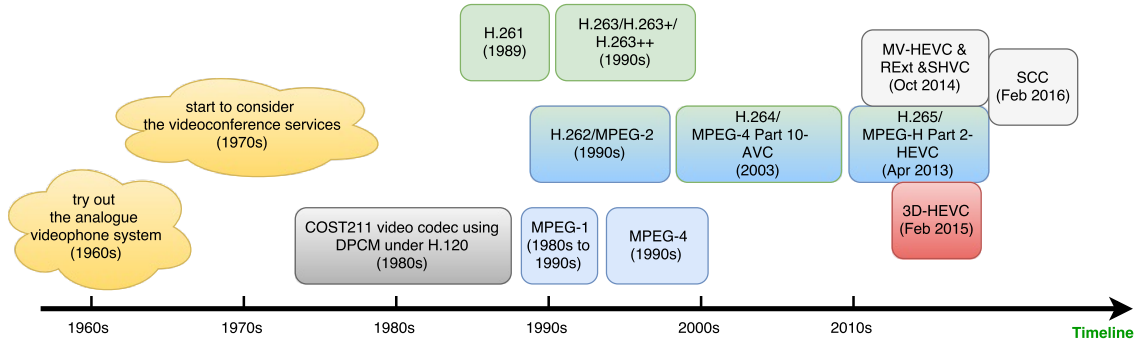 H.261
(1989)
H.263/H.263+/
H.263++
(1990s)
MV-HEVC &
RExt &SHVC
(Oct 2014)
SCC
(Feb 2016)
start to consider
the videoconference services
(1970s)
H.262/MPEG-2
(1990s)
H.264/
MPEG-4 Part 10-
AVC
(2003)
H.265/
MPEG-H Part 2-
HEVC
(Apr 2013)
try out
the analogue
videophone system
(1960s)
COST211 video codec using
DPCM under H.120
(1980s)
MPEG-1
(1980s to
1990s)
MPEG-4
(1990s)
3D-HEVC
(Feb 2015)
1960s
1970s
1980s
1990s
2000s
2010s
Timeline